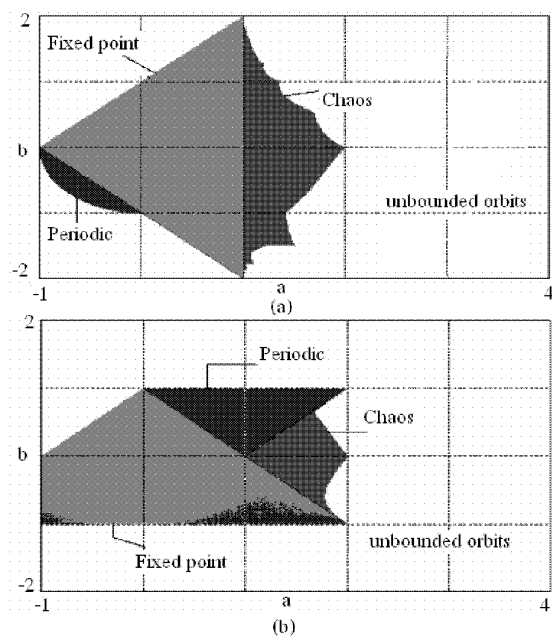 2
Fixed point
Chaos
b
unbounded orbits
Periodic
-2
-1
a
4
(a)
2
Periodic
Chaos
b
unbounded orbits
Fixed point
-2
-1
a
4
(b)